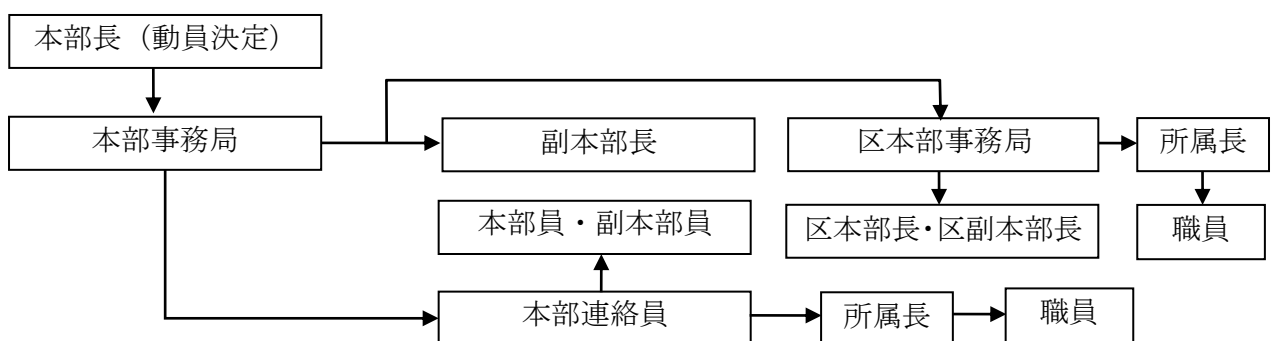 本部長（動員決定）
本部事務局
副本部長
区本部事務局
所属長
本部員・副本部員
区本部長・区副本部長
職員
本部連絡員
所属長
職員